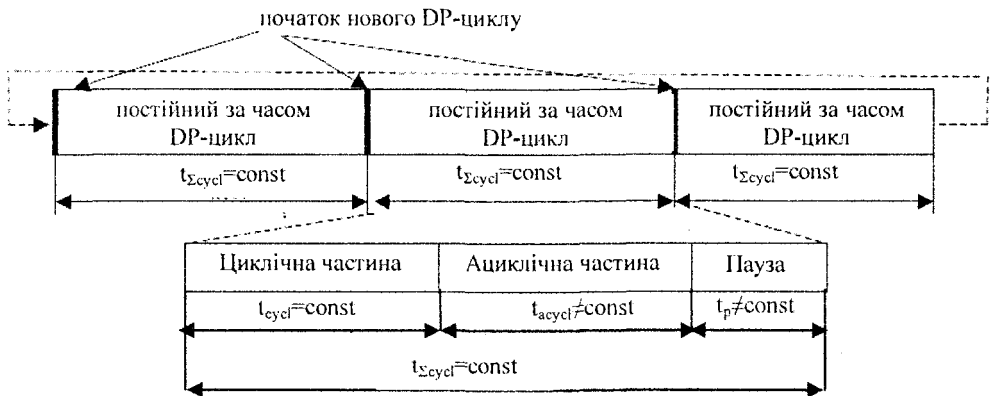 початок нового DP-циклу
постійний за часом DP-цикл
постійний за часом DP-цикл
постійний за часом DP-цикл
tΣcycl=const
tΣcycl=const
tΣcycl=const
Циклічна частина
Ациклічна частина
Пауза
tcycl=const
tacycl≠const
tp≠const
tΣcycl=const